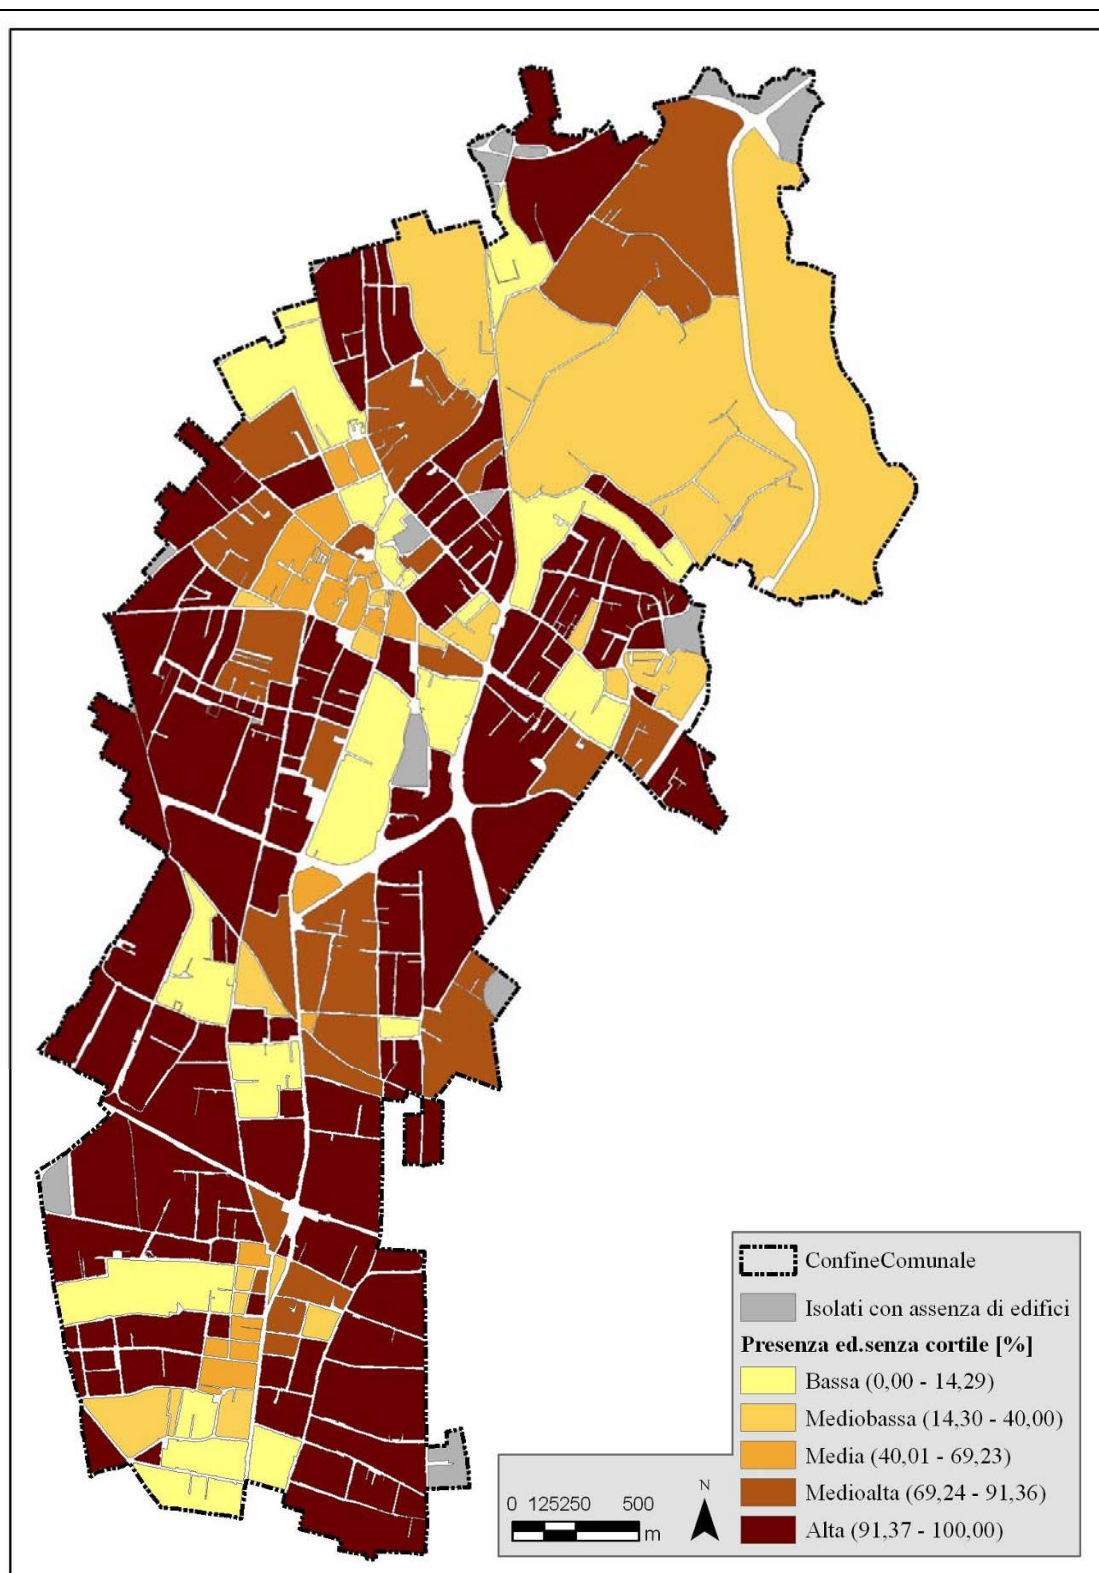 ConfineComunale
Isolati con assenza di edifici
Presenza ed.senza cortile [%]
Bassa (0,00 - 14,29)
Mediobassa (14,30 - 40,00)
Media (40,01 - 69,23)
Medioalta (69,24 - 91,36)
Alta (91,37 - 100,00)
0 125250 500
m
N